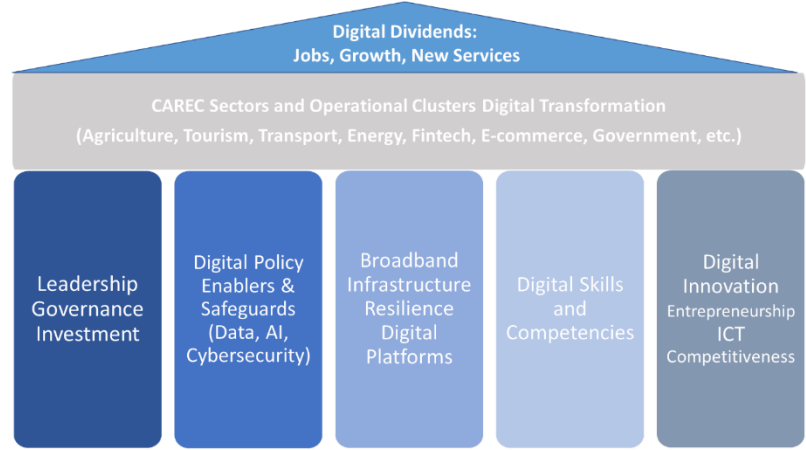 Digital Dividends:
Jobs, Growth, New Services
CAREC Sectors and Operational Clusters Digital Transformation
(Agriculture, Tourism, Transport, Energy, Fintech, E-commerce, Government, etc.)
Leadership
Governance
Investment
Digital Policy
Enablers &
Safeguards
(Data, AI,
Cybersecurity)
Broadband
Infrastructure
Resilience
Digital
Platforms
Digital Skills
and
Competencies
Digital
Innovation
Entrepreneurship
ICT
Competitiveness